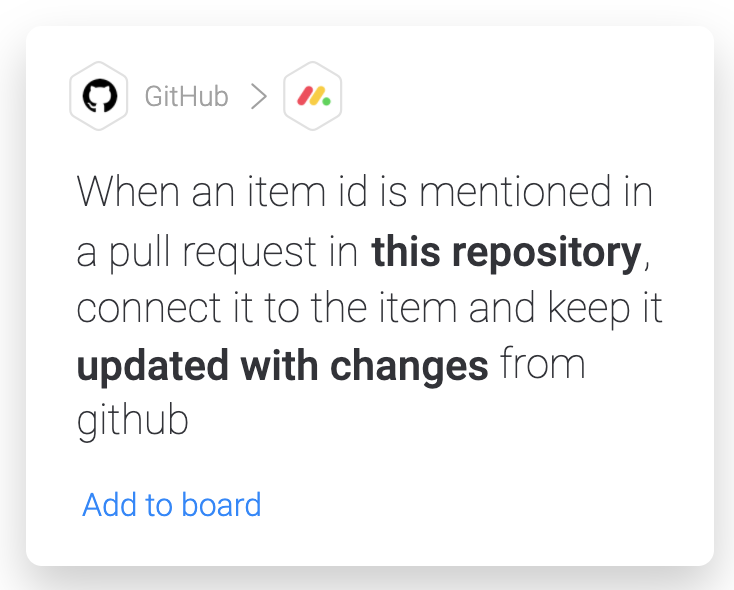 GitHub
When an item id is mentioned in
a pull request in this repository,
connect it to the item and keep it
updated with changes from
github
Add to board